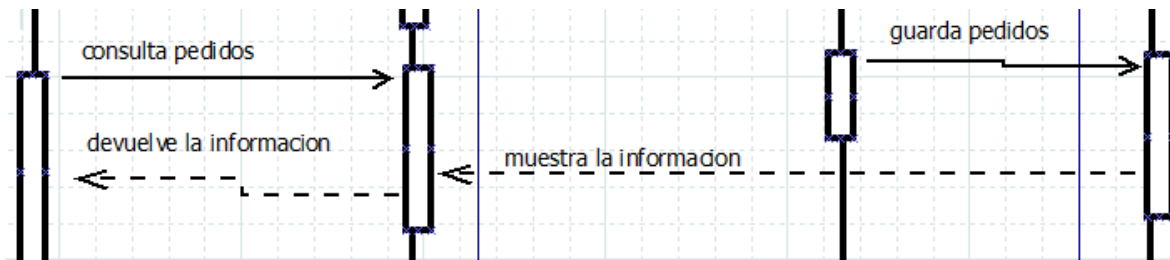 guarda pedidos
consulta pedidos
devuelve la informacion
muestra la informacion